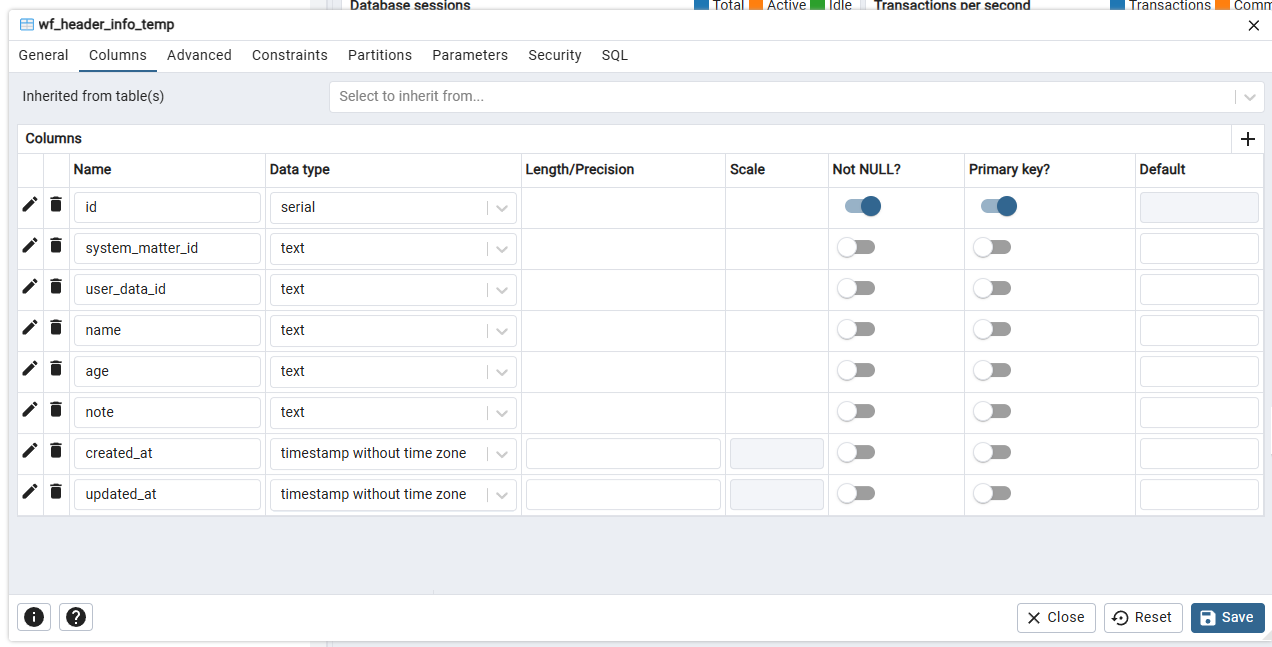 Database sessions Total Active Idle Transactions per second Transactions Comm
wf_header_info_temp
General Columns Advanced Constraints Partitions Parameters Security SQL
Inherited from table(s) Select to inherit from...
Columns
Name Data type Length/Precision Scale Not NULL? Primary key? Default
id serial
system_matter_id text
user_data_id text
name text
age text
note text
created_at timestamp without time zone
updated_at timestamp without time zone
Close Reset Save